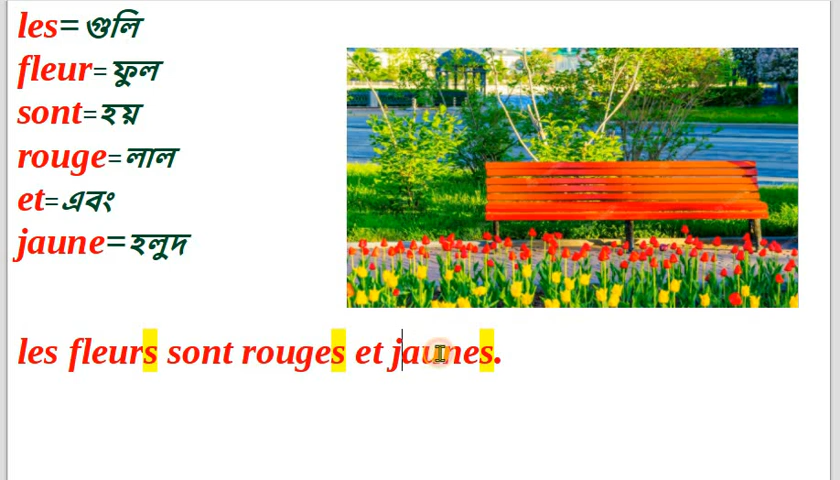 les=গুলি
fleur=ফুল
sont=হয়
rouge=লাল
et=এবং
jaune=হলুদ
les fleurs sont rouges et jaunes.